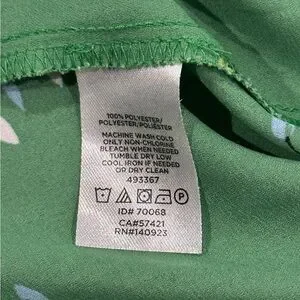 100% POLYESTER/
POLYESTER/POLIÉSTER
MACHINE WASH COLD
ONLY NON-CHLORINE
BLEACH WHEN NEEDED
TUMBLE DRY LOW
COOL IRON IF NEEDED
OR DRY CLEAN
493367
ID# 70068
CA#57421
RN#140923